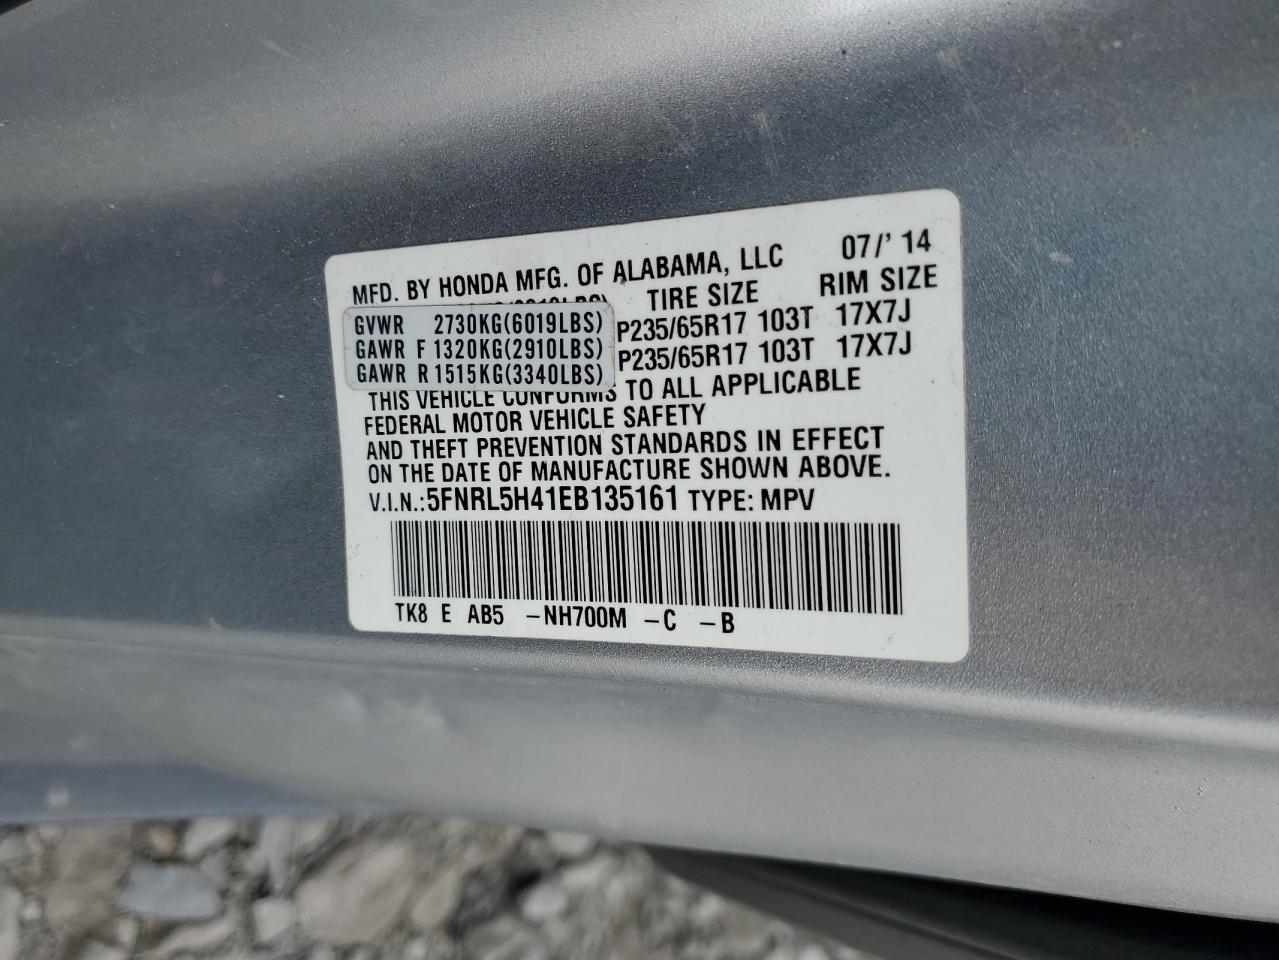 MFD. BY HONDA MFG. OF ALABAMA, LLC 07/'14
TIRE SIZE RIM SIZE
GVWR 2730KG(6019LBS)
GAWR F 1320KG(2910LBS) P235/65R17 103T 17X7J
GAWR R 1515KG(3340LBS) P235/65R17 103T 17X7J
THIS VEHICLE CONFORMS TO ALL APPLICABLE
FEDERAL MOTOR VEHICLE SAFETY
AND THEFT PREVENTION STANDARDS IN EFFECT
ON THE DATE OF MANUFACTURE SHOWN ABOVE.
V.I.N.:5FNRL5H41EB135161 TYPE: MPV
TK8 E AB5 -NH700M -C -B